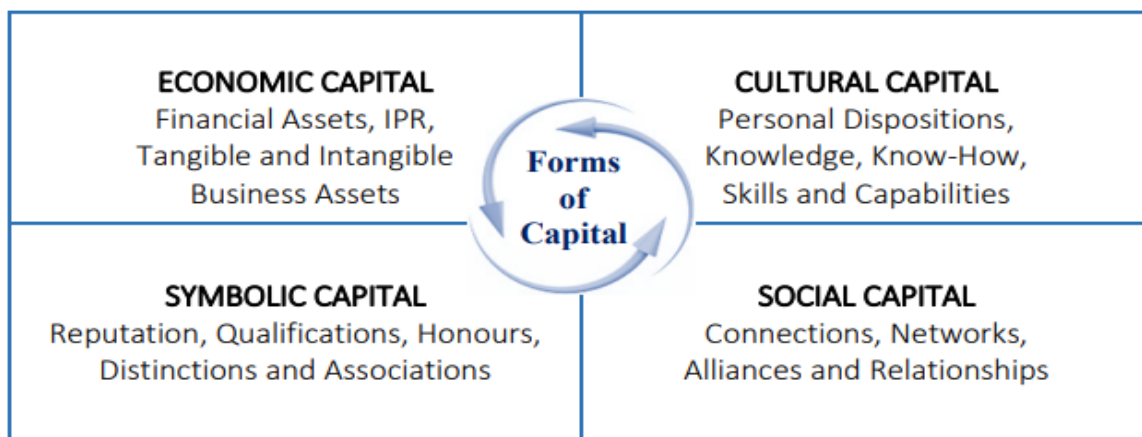 ECONOMIC CAPITAL
Financial Assets, IPR,
Tangible and Intangible
Business Assets
CULTURAL CAPITAL
Personal Dispositions,
Knowledge, Know-How,
Skills and Capabilities
Forms
of
Capital
SYMBOLIC CAPITAL
Reputation, Qualifications, Honours,
Distinctions and Associations
SOCIAL CAPITAL
Connections, Networks,
Alliances and Relationships